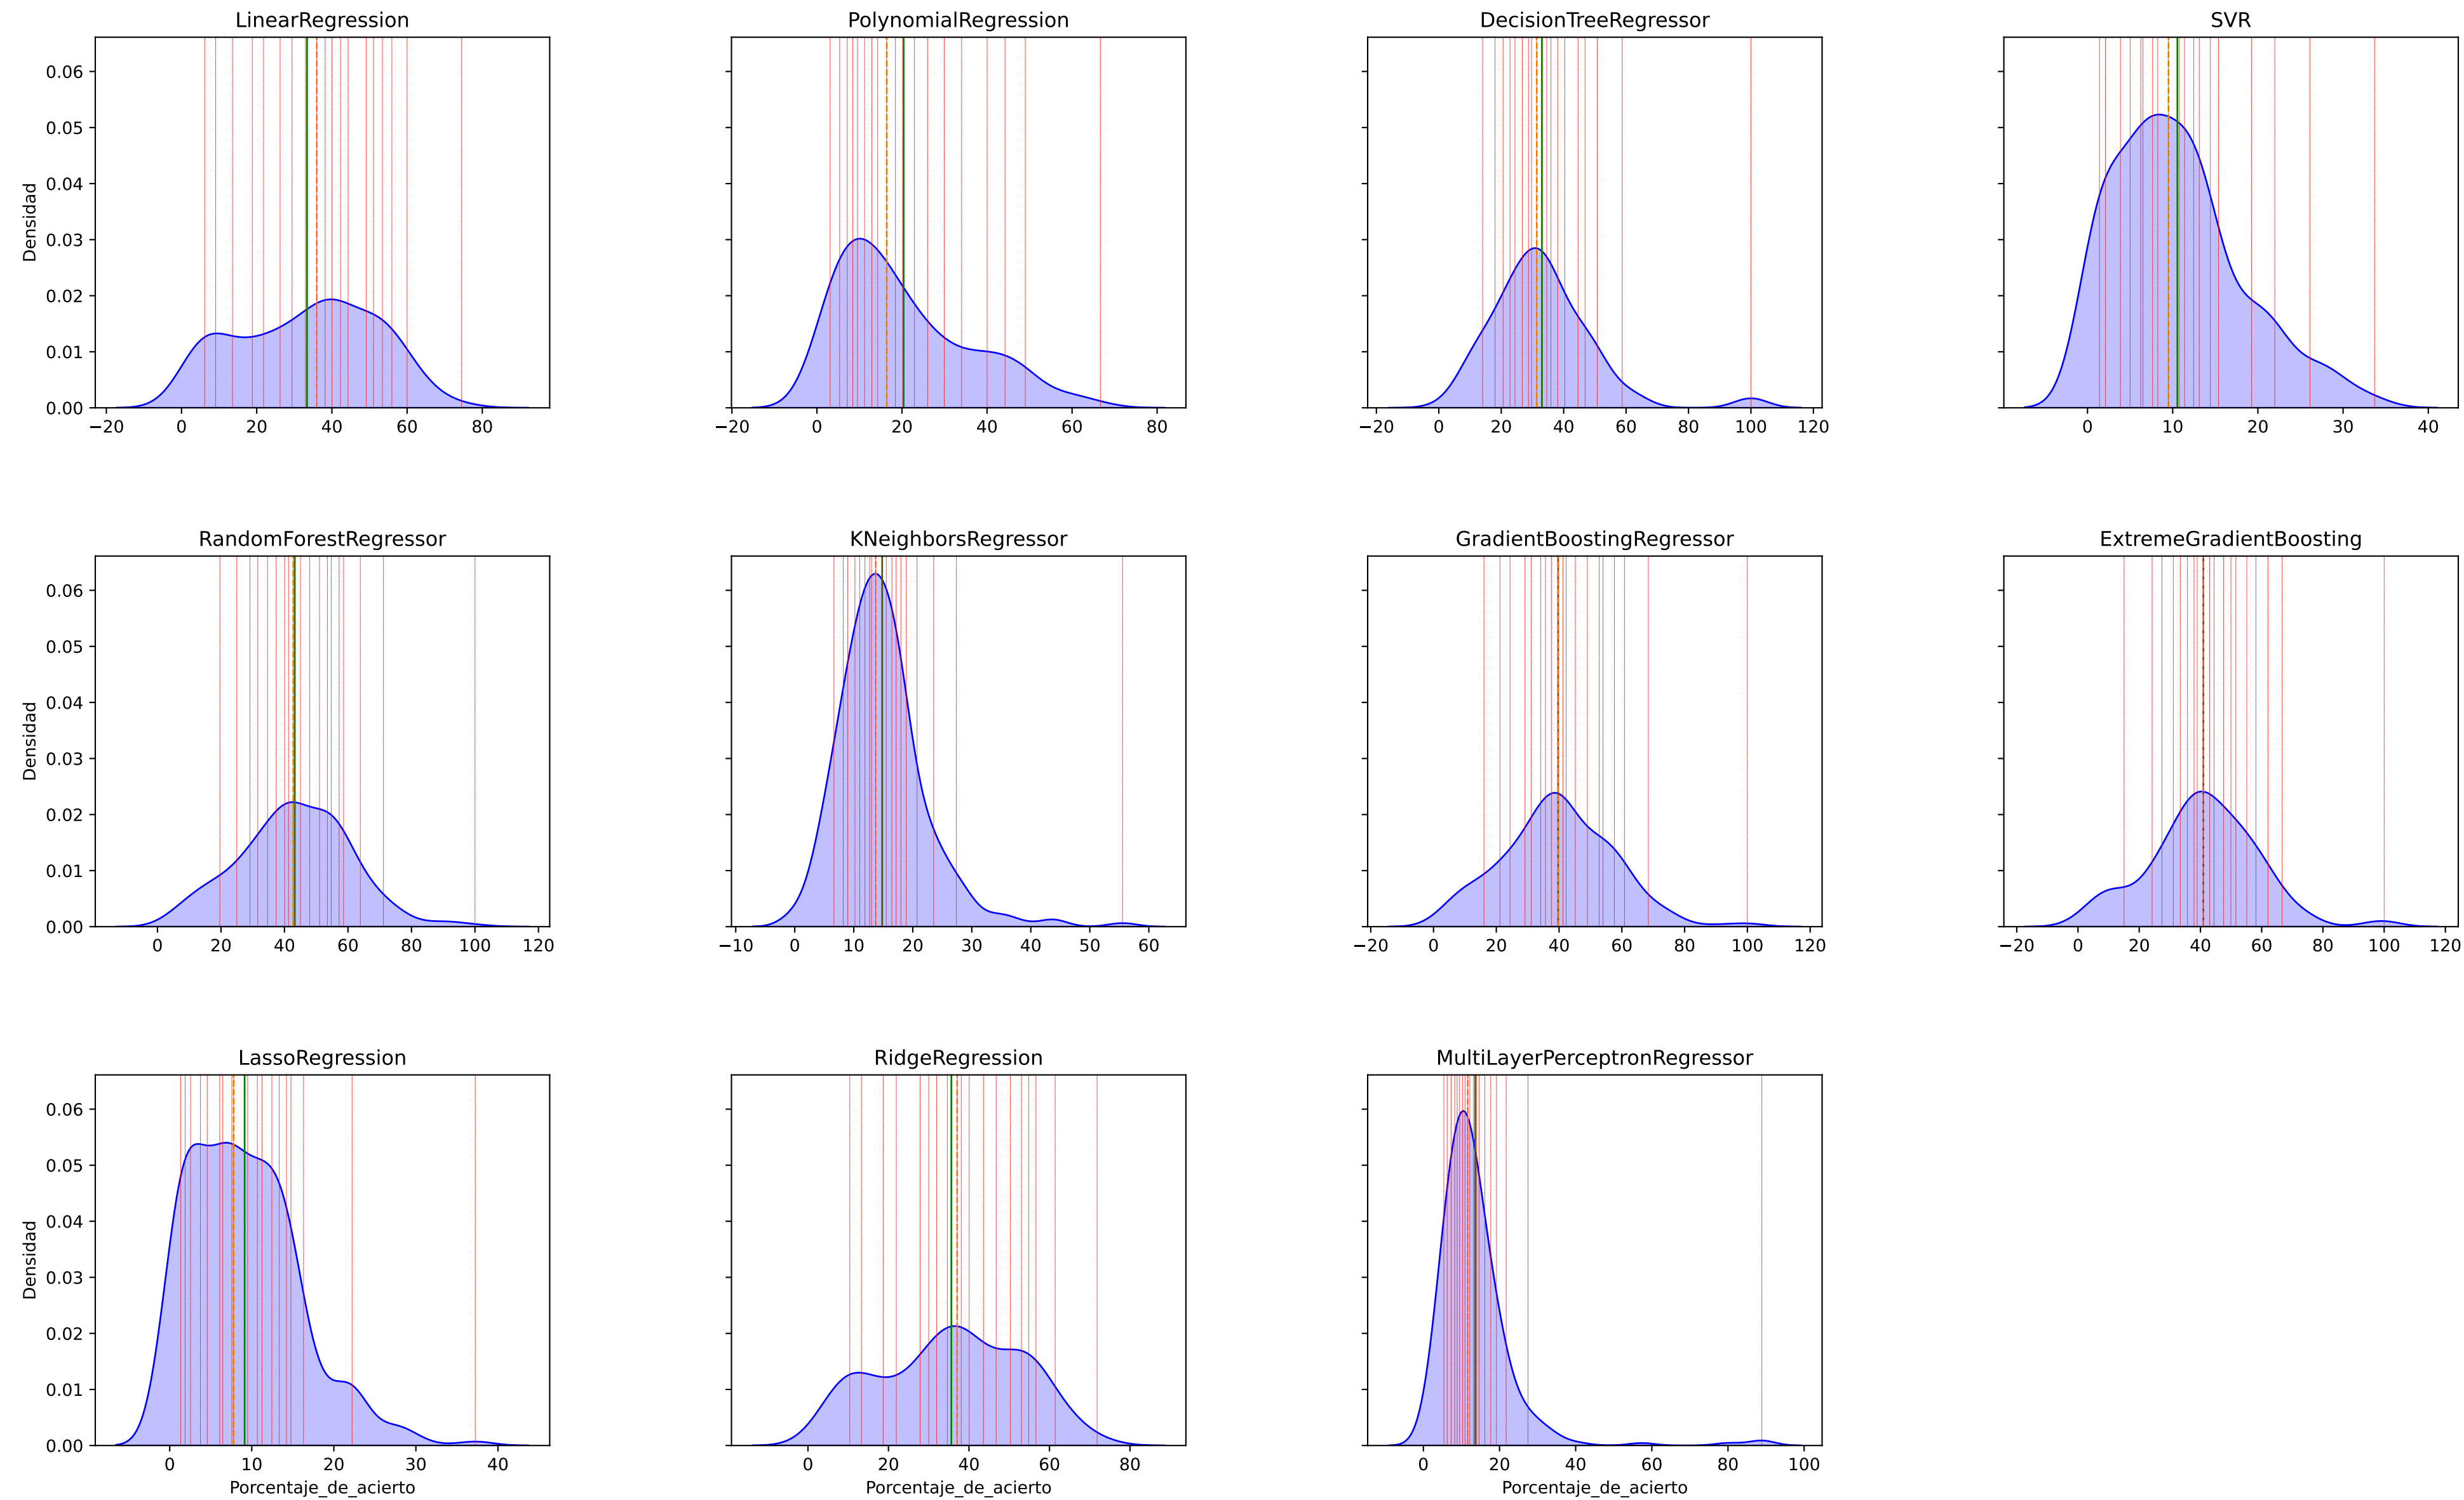 LinearRegression
PolynomialRegression
DecisionTreeRegressor
SVR
Densidad
0.06
0.05
0.04
0.03
0.02
0.01
0.00
−20 0 20 40 60 80
−20 0 20 40 60 80
−20 0 20 40 60 80 100 120
0 10 20 30 40
RandomForestRegressor
KNeighborsRegressor
GradientBoostingRegressor
ExtremeGradientBoosting
Densidad
0.06
0.05
0.04
0.03
0.02
0.01
0.00
0 20 40 60 80 100 120
−10 0 10 20 30 40 50 60
−20 0 20 40 60 80 100 120
−20 0 20 40 60 80 100 120
LassoRegression
RidgeRegression
MultiLayerPerceptronRegressor
Densidad
0.06
0.05
0.04
0.03
0.02
0.01
0.00
0 10 20 30 40
0 20 40 60 80
0 20 40 60 80 100
Porcentaje_de_acierto
Porcentaje_de_acierto
Porcentaje_de_acierto